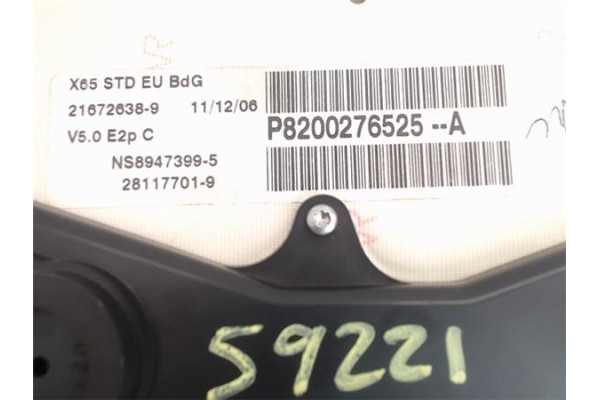 X65 STD EU BdG
21672638-9 11/12/06
V5.0 E2p C
NS8947399-5
28117701-9
P8200276525 --A
59221